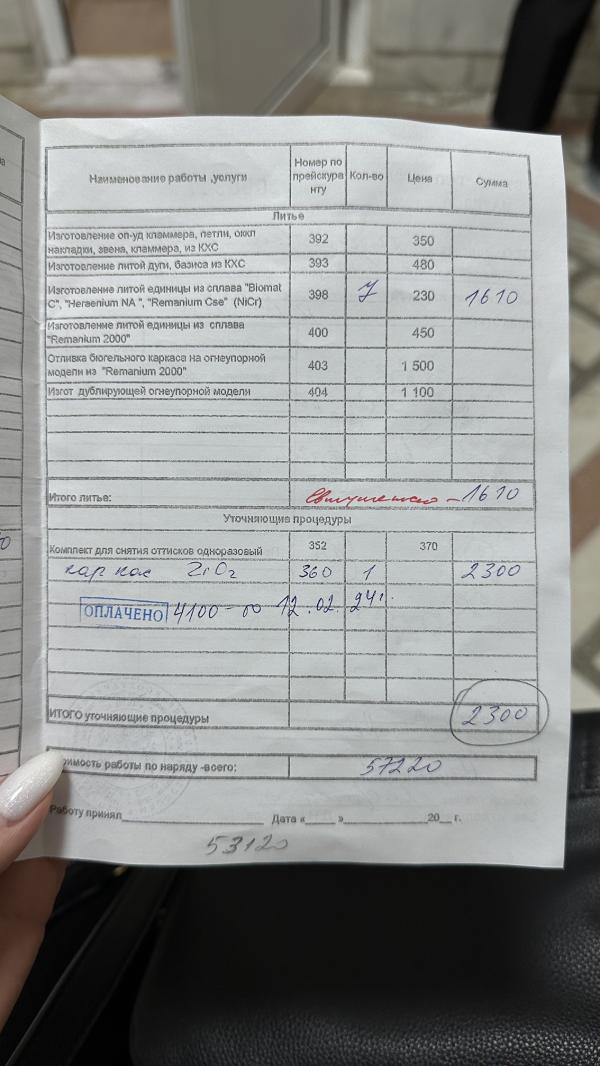 Наименование работы ,услуги Номер по прейскуранту Кол-во Цена Сумма
Литье
Изготовление оп-уд кламмера, петли, оккл накладки, звена, кламмера, из КХС 392 350
Изготовление литой дуги, базиса из КХС 393 480
Изготовление литой единицы из сплава "Biomat C", "Heraenium NA ", "Remanium Cse" (NiCr) 398 7 230 1610
Изготовление литой единицы из сплава "Remanium 2000" 400 450
Отливка бюгельного каркаса на огнеупорной модели из "Remanium 2000" 403 1 500
Изгот дублирующей огнеупорной модели 404 1 100
Итого литье: 1610
Уточняющие процедуры
Комплект для снятия оттисков одноразовый 352 370
каркас ZrO2 360 1 2300
ОПЛАЧЕНО 4100-00 12.02.24г.
ИТОГО уточняющие процедуры 2300
работы по наряду -всего: 57220
Работу принял Дата « » 20 г.
53120